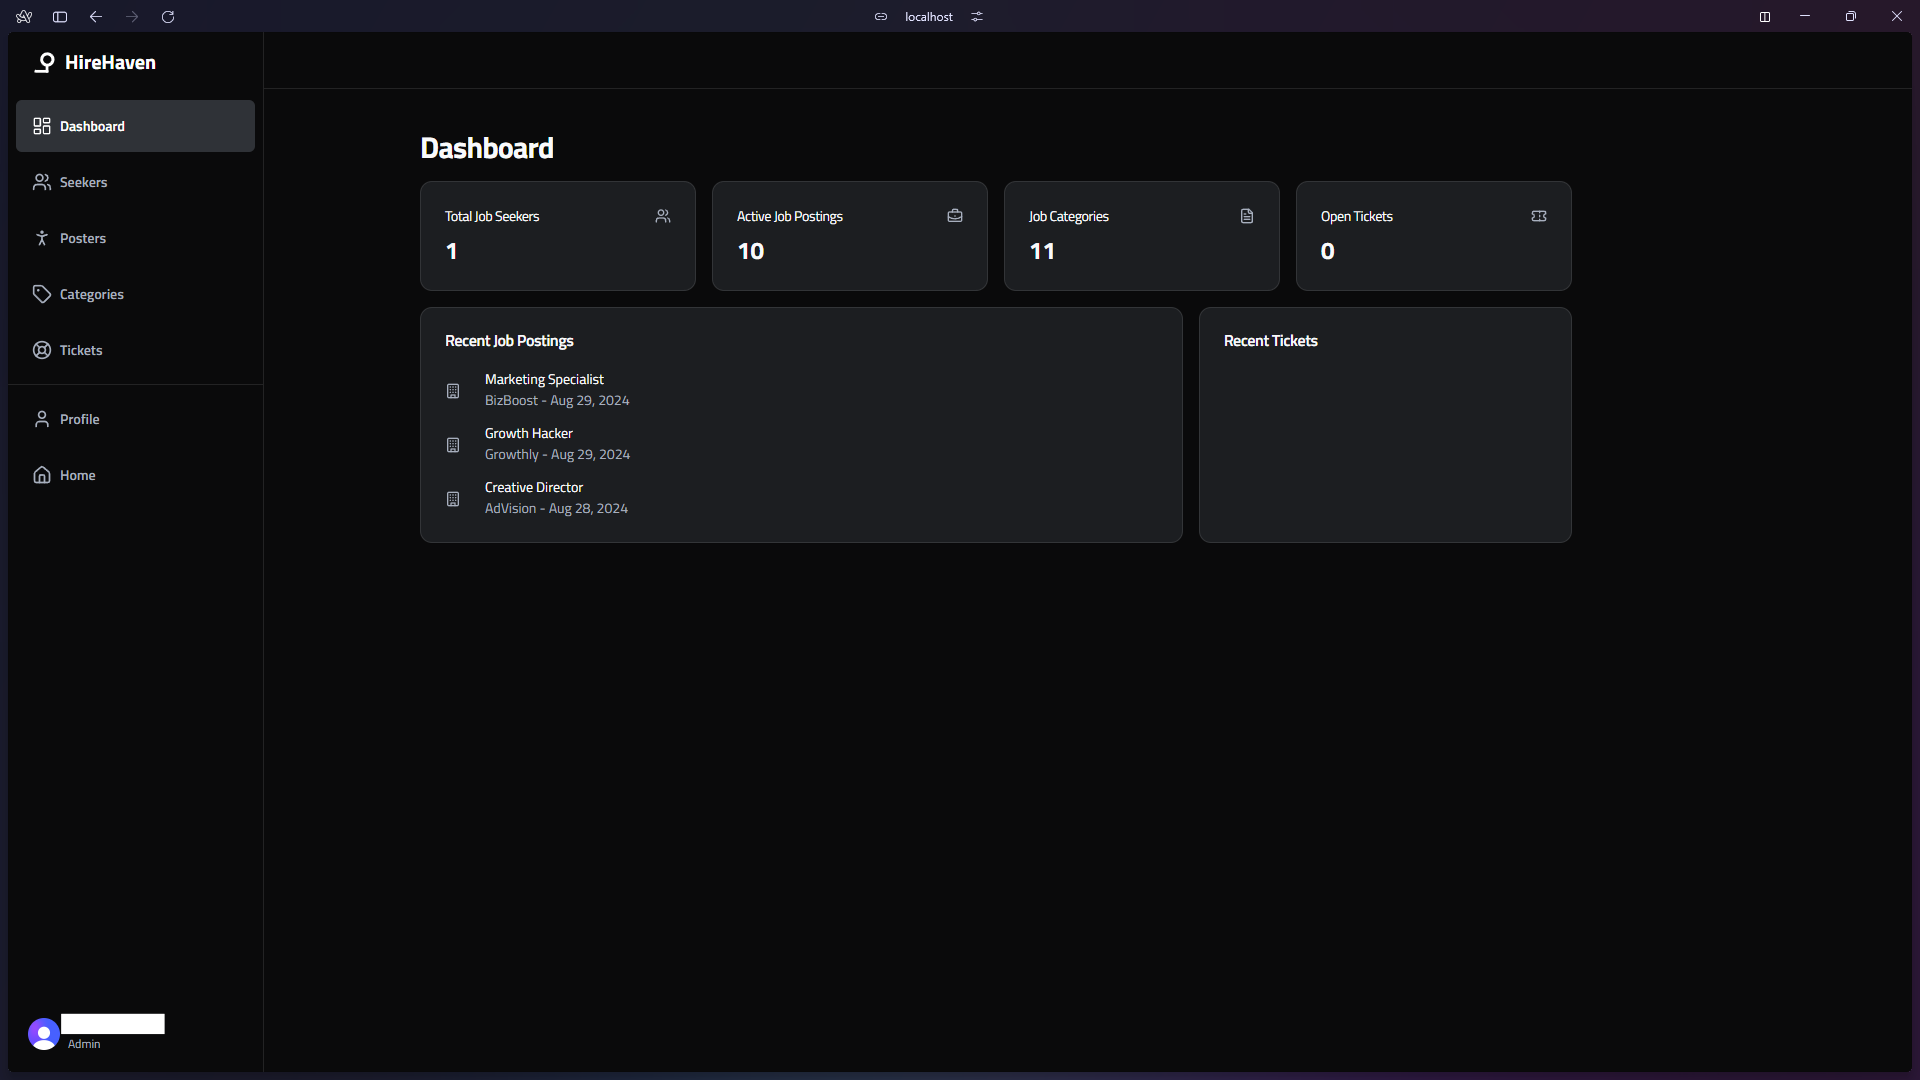 localhost
HireHaven
Dashboard
Seekers
Posters
Categories
Tickets
Profile
Home
Admin
Dashboard
Total Job Seekers
1
Active Job Postings
10
Job Categories
11
Open Tickets
0
Recent Job Postings
Marketing Specialist
BizBoost - Aug 29, 2024
Growth Hacker
Growthly - Aug 29, 2024
Creative Director
AdVision - Aug 28, 2024
Recent Tickets